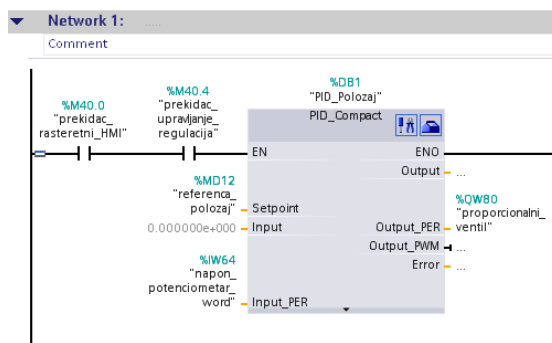 Network 1: .....
Comment
%DB1
"PID_Polozaj"
%M40.4
"prekidac_
upravljanje_
regulacija"
%M40.0
"prekidac_
rasteretni_HMI"
PID_Compact
EN
ENO
Output
...
%MD12
"referenca_
polozaj"
Setpoint
0.000000e+000
Input
%QW80
"proporcionalni_
ventil"
Output_PER
Output_PWM
...
Error
...
%IW64
"napon_
potenciometar_
word"
Input_PER